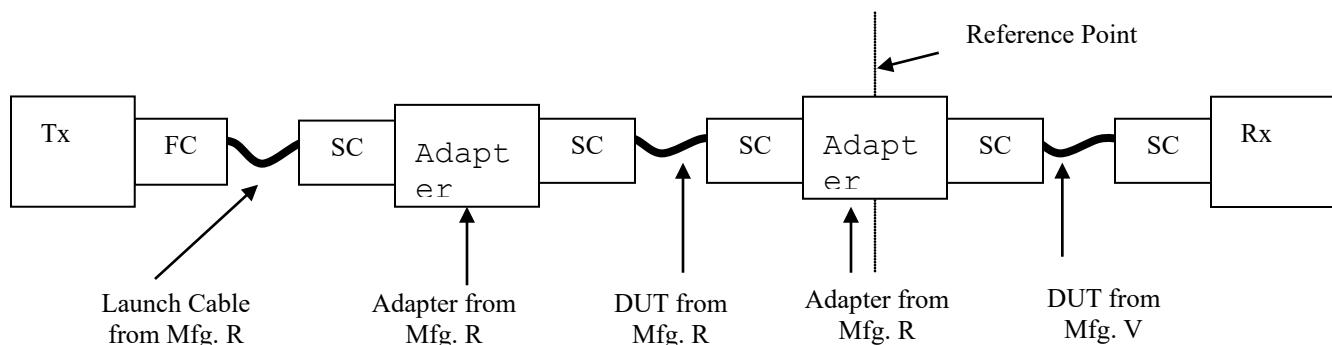 Reference Point
Tx
FC
SC
Adapt
er
SC
SC
Adapt
er
SC
SC
Rx
Launch Cable
from Mfg. R
Adapter from
Mfg. R
DUT from
Mfg. R
Adapter from
Mfg. R
DUT from
Mfg. V